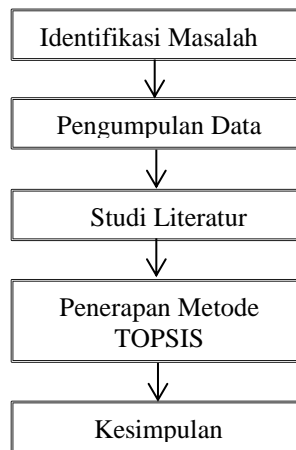 Identifikasi Masalah
Pengumpulan Data
Studi Literatur
Penerapan Metode
TOPSIS
Kesimpulan